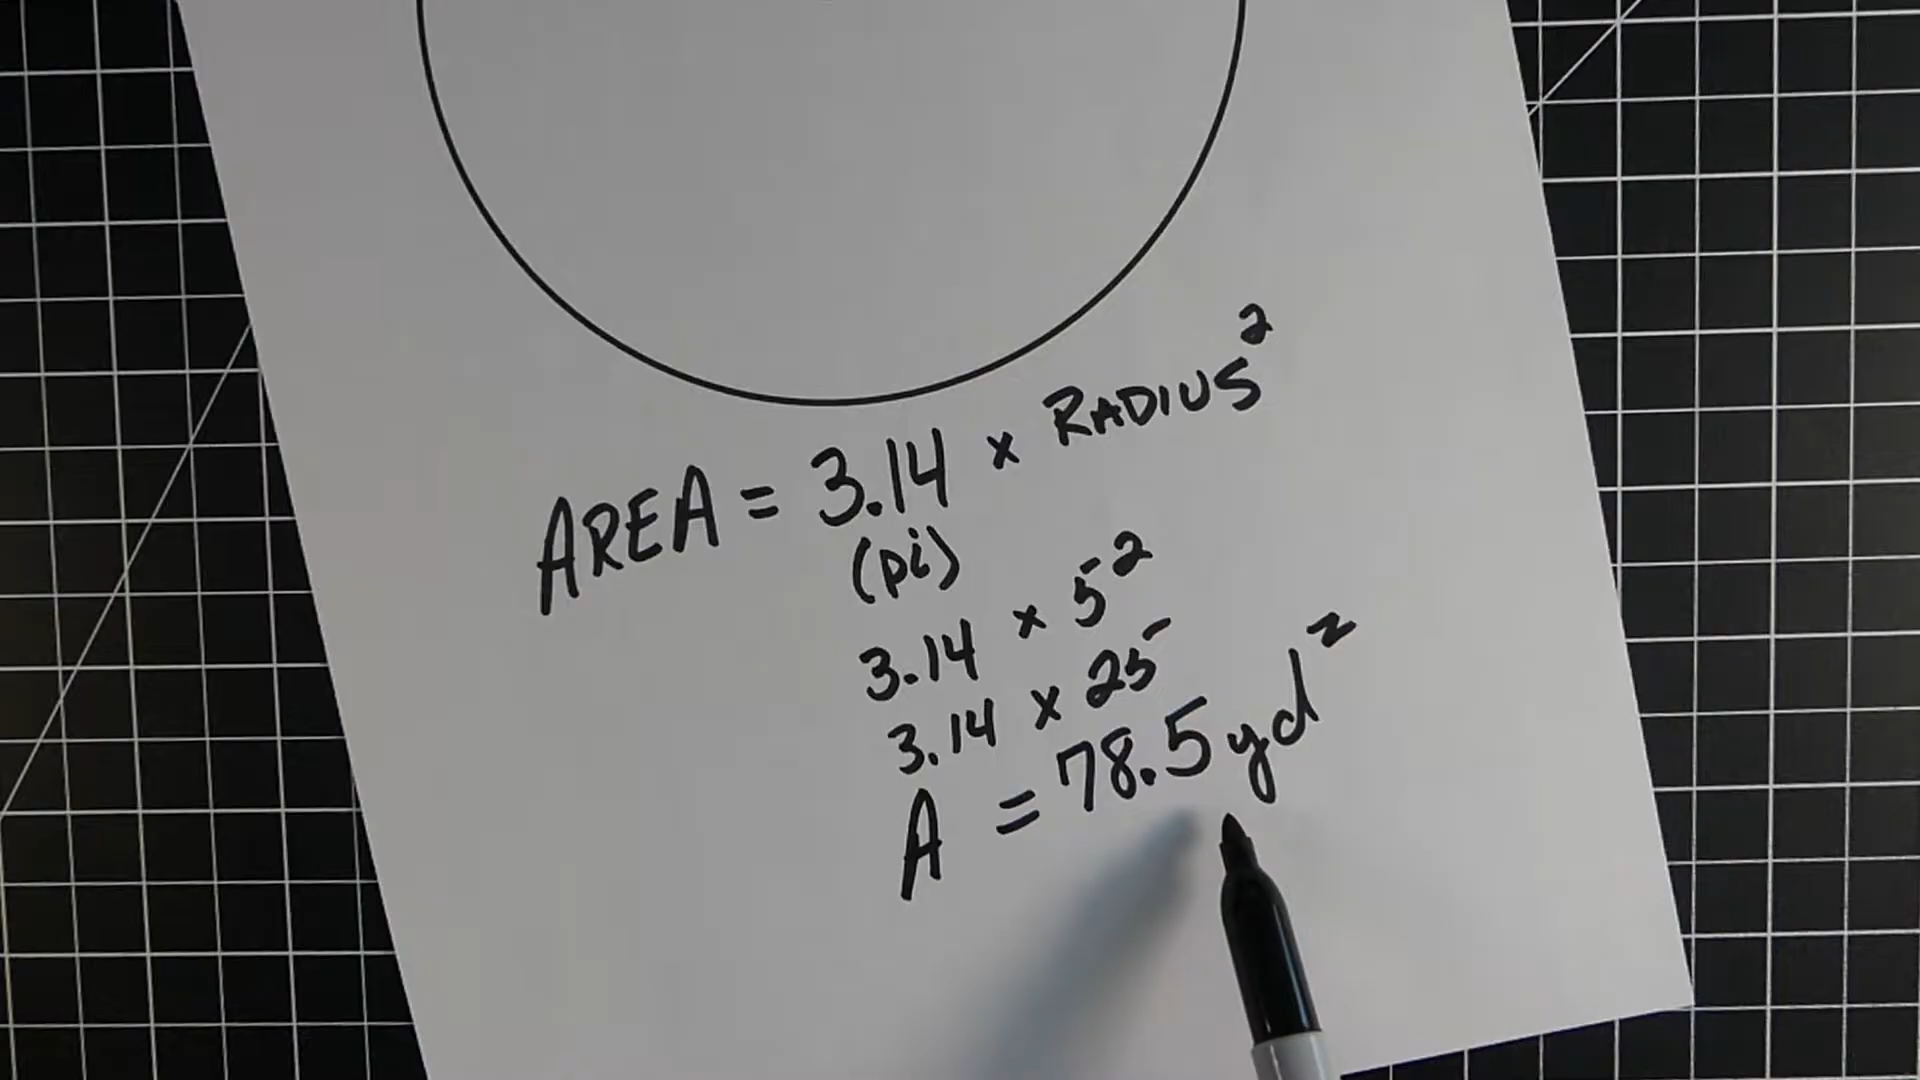 AREA = 3.14 × RADIUS²
(pi)
3.14 × 5²
3.14 × 25
A = 78.5 yd²